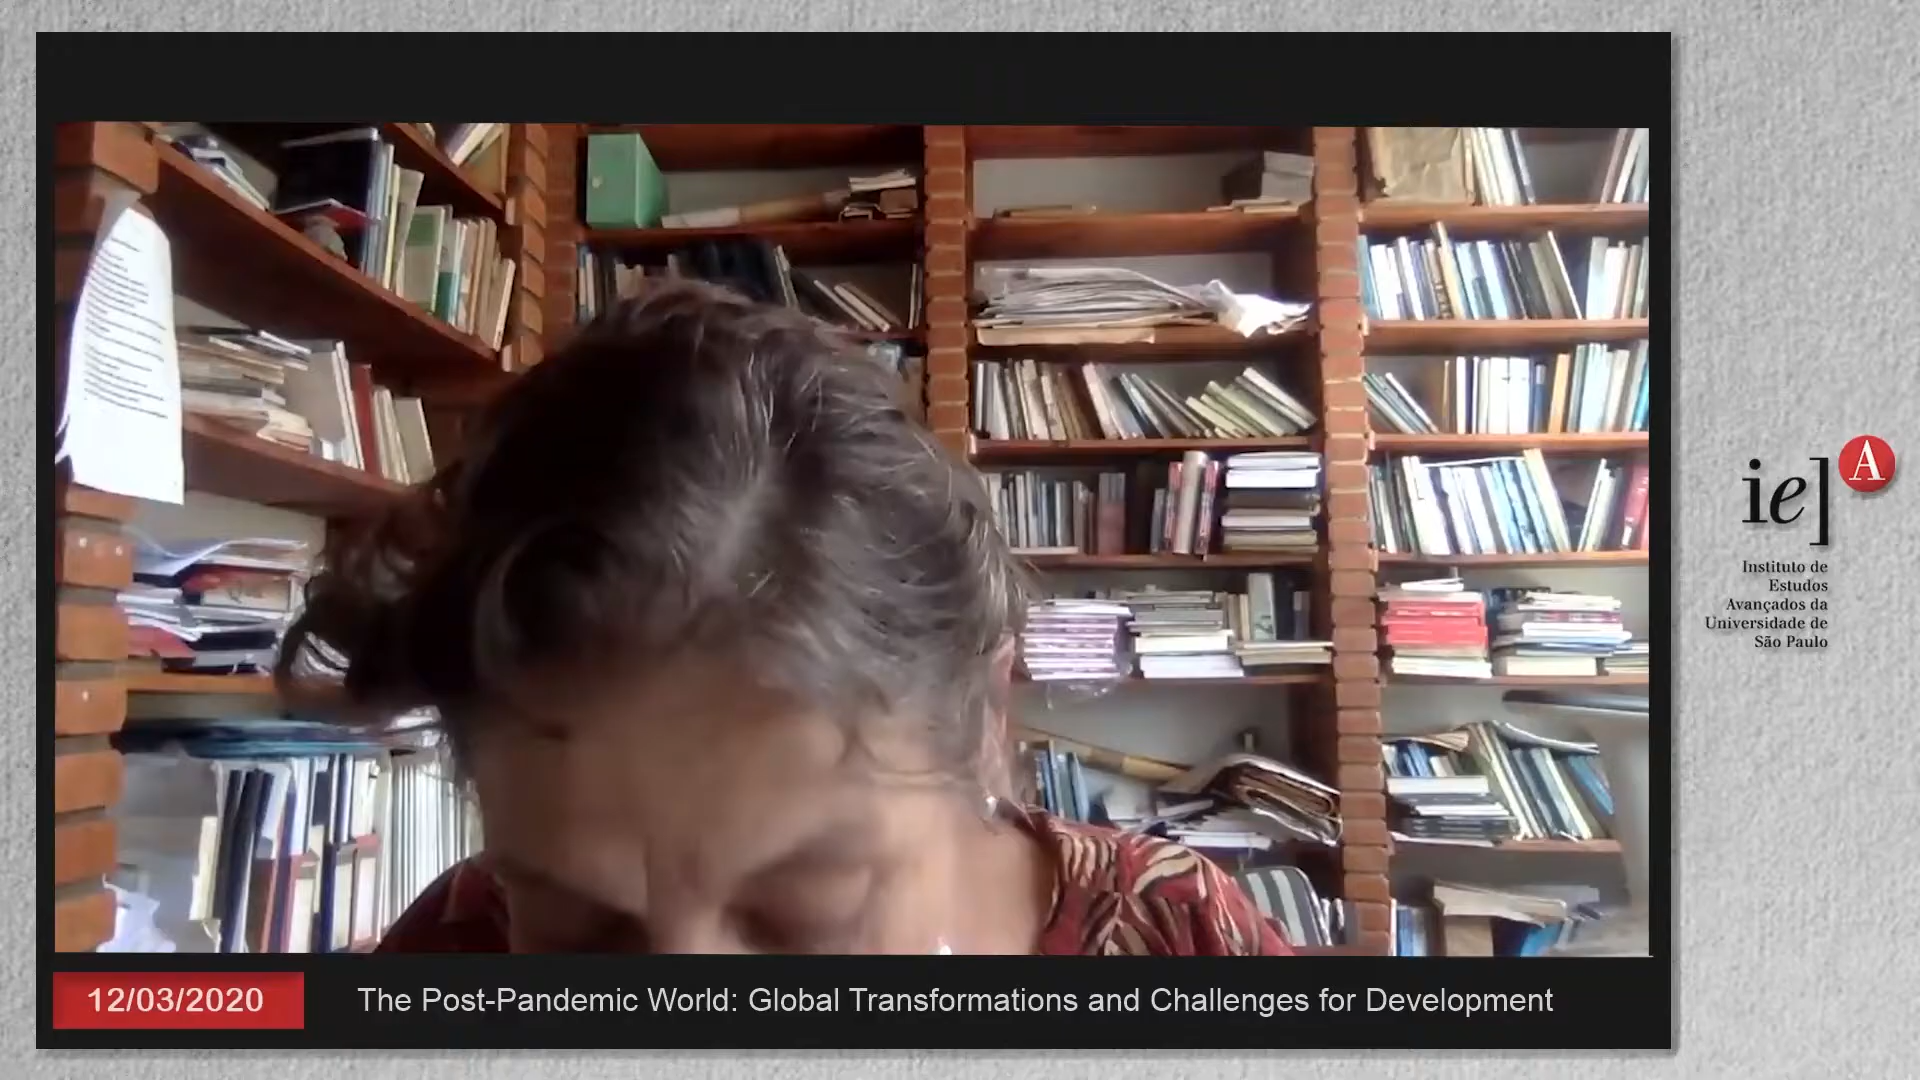 ie]
A
Instituto de
Estudos
Avançados da
Universidade de
São Paulo
12/03/2020
The Post-Pandemic World: Global Transformations and Challenges for Development